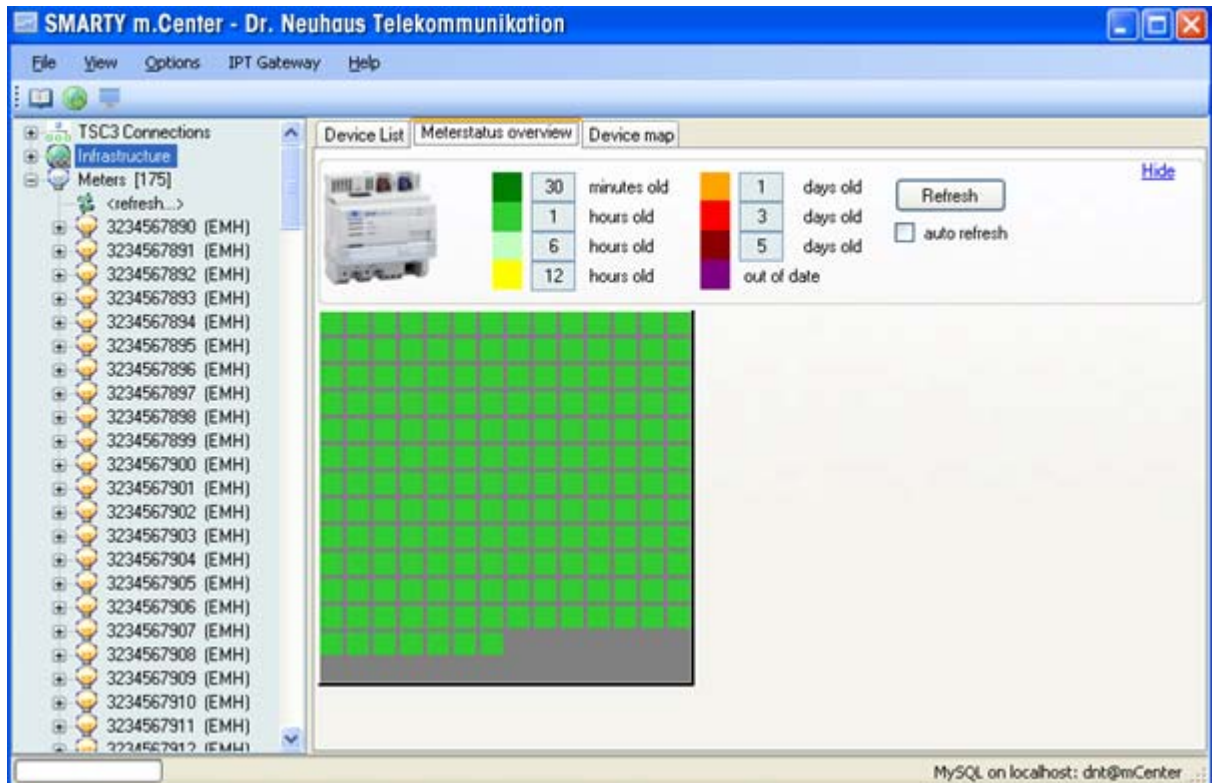 SMARTY m.Center - Dr. Neuhaus Telekommunikation
File View Options IPT Gateway Help
TSC3 Connections
Infrastructure
Meters [175]
<refresh...>
3234567890 (EMH)
3234567891 (EMH)
3234567892 (EMH)
3234567893 (EMH)
3234567894 (EMH)
3234567895 (EMH)
3234567896 (EMH)
3234567897 (EMH)
3234567898 (EMH)
3234567899 (EMH)
3234567900 (EMH)
3234567901 (EMH)
3234567902 (EMH)
3234567903 (EMH)
3234567904 (EMH)
3234567905 (EMH)
3234567906 (EMH)
3234567907 (EMH)
3234567908 (EMH)
3234567909 (EMH)
3234567910 (EMH)
3234567911 (EMH)
3234567912 (EMH)
Device List Meterstatus overview Device map
Hide
30 minutes old
1 hours old
6 hours old
12 hours old
1 days old
3 days old
5 days old
out of date
Refresh
auto refresh
MySQL on localhost: dnt@mCenter